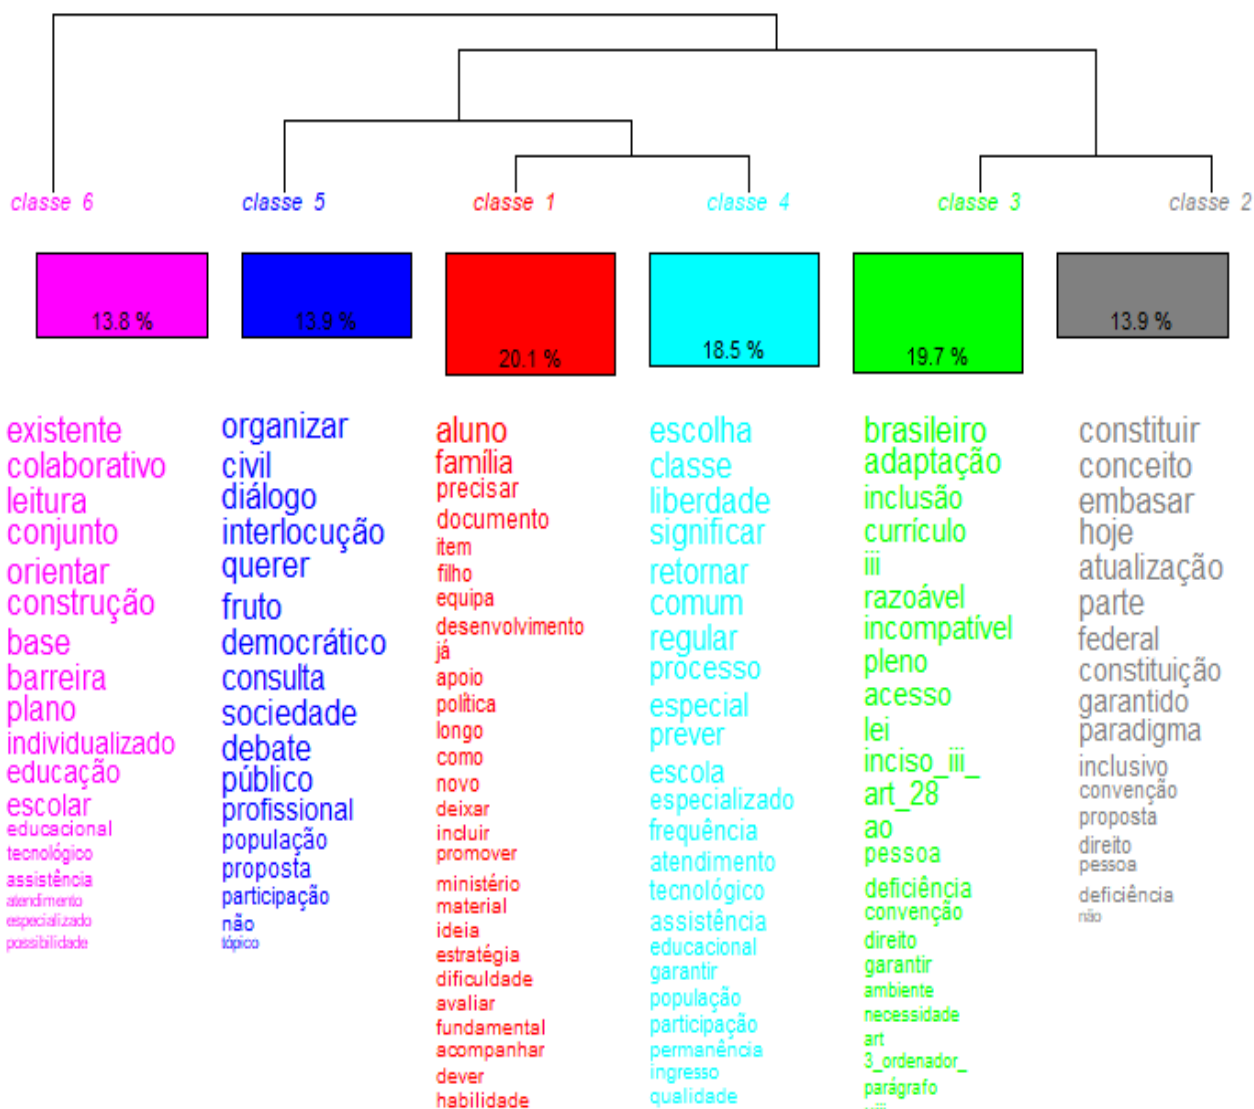 classe 6
classe 5
classe 1
classe 4
classe 3
classe 2
13.8 %
13.9 %
20.1 %
18.5 %
19.7 %
13.9 %
existente
colaborativo
leitura
conjunto
orientar
construção
base
barreira
plano
individualizado
educação
escolar
educacional
tecnológico
assistência
atendimento
especializado
possibilidade
organizar
civil
diálogo
interlocução
querer
fruto
democrático
consulta
sociedade
debate
público
profissional
população
proposta
participação
não
tópico
aluno
família
precisar
documento
item
filho
equipa
desenvolvimento
já
apoio
política
longo
como
novo
deixar
incluir
promover
ministério
material
ideia
estratégia
dificuldade
avaliar
fundamental
acompanhar
dever
habilidade
escolha
classe
liberdade
significar
retornar
comum
regular
processo
especial
prever
escola
especializado
frequência
atendimento
tecnológico
assistência
educacional
garantir
população
participação
permanência
ingresso
qualidade
brasileiro
adaptação
inclusão
currículo
iii
razoável
incompatível
pleno
acesso
lei
inciso_iii_
art_28
ao
pessoa
deficiência
convenção
direito
garantir
ambiente
necessidade
art
3_ordenador_
parágrafo
constituir
conceito
embasar
hoje
atualização
parte
federal
constituição
garantido
paradigma
inclusivo
convenção
proposta
direito
pessoa
deficiência
não